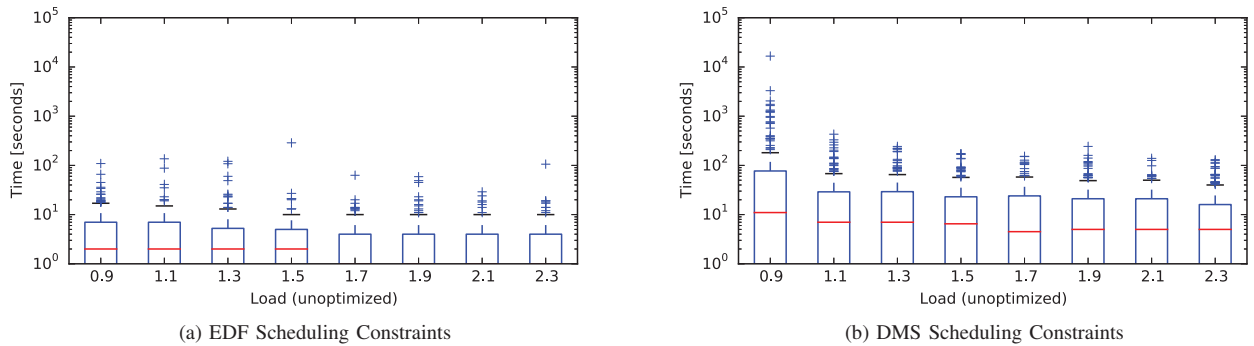 10^5
10^4
10^3
10^2
10^1
10^0
Time [seconds]
0.9 1.1 1.3 1.5 1.7 1.9 2.1 2.3
Load (unoptimized)
(a) EDF Scheduling Constraints
10^5
10^4
10^3
10^2
10^1
10^0
Time [seconds]
0.9 1.1 1.3 1.5 1.7 1.9 2.1 2.3
Load (unoptimized)
(b) DMS Scheduling Constraints